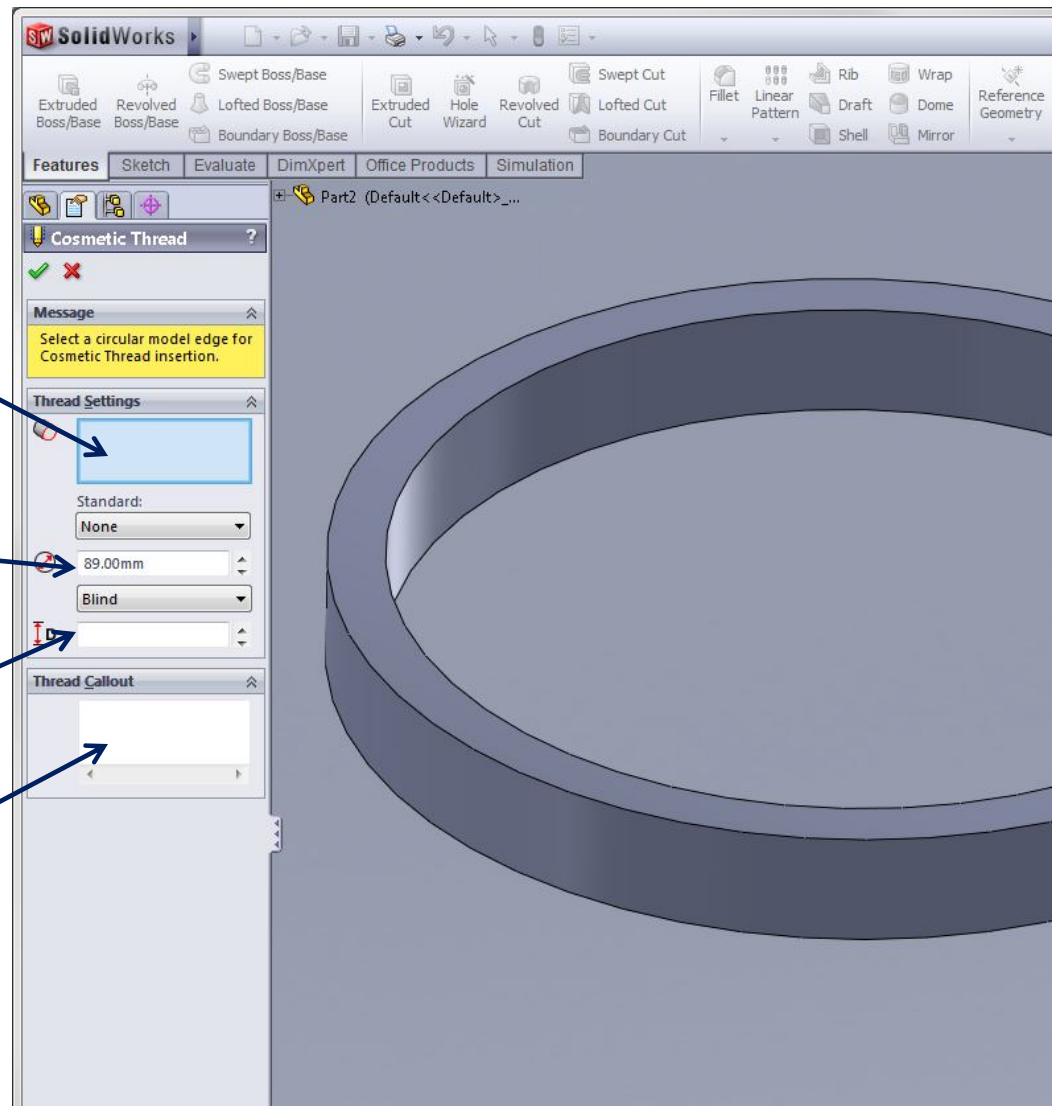 SolidWorks
Extruded Boss/Base
Revolved Boss/Base
Swept Boss/Base
Lofted Boss/Base
Boundary Boss/Base
Extruded Cut
Hole Wizard
Revolved Cut
Swept Cut
Lofted Cut
Boundary Cut
Fillet
Linear Pattern
Rib
Draft
Shell
Wrap
Dome
Mirror
Reference Geometry
Features Sketch Evaluate DimXpert Office Products Simulation
Part2 (Default<<Default>_...
Cosmetic Thread ?
Message
Select a circular model edge for
Cosmetic Thread insertion.
Thread Settings
Standard:
None
89.00mm
Blind
Thread Callout